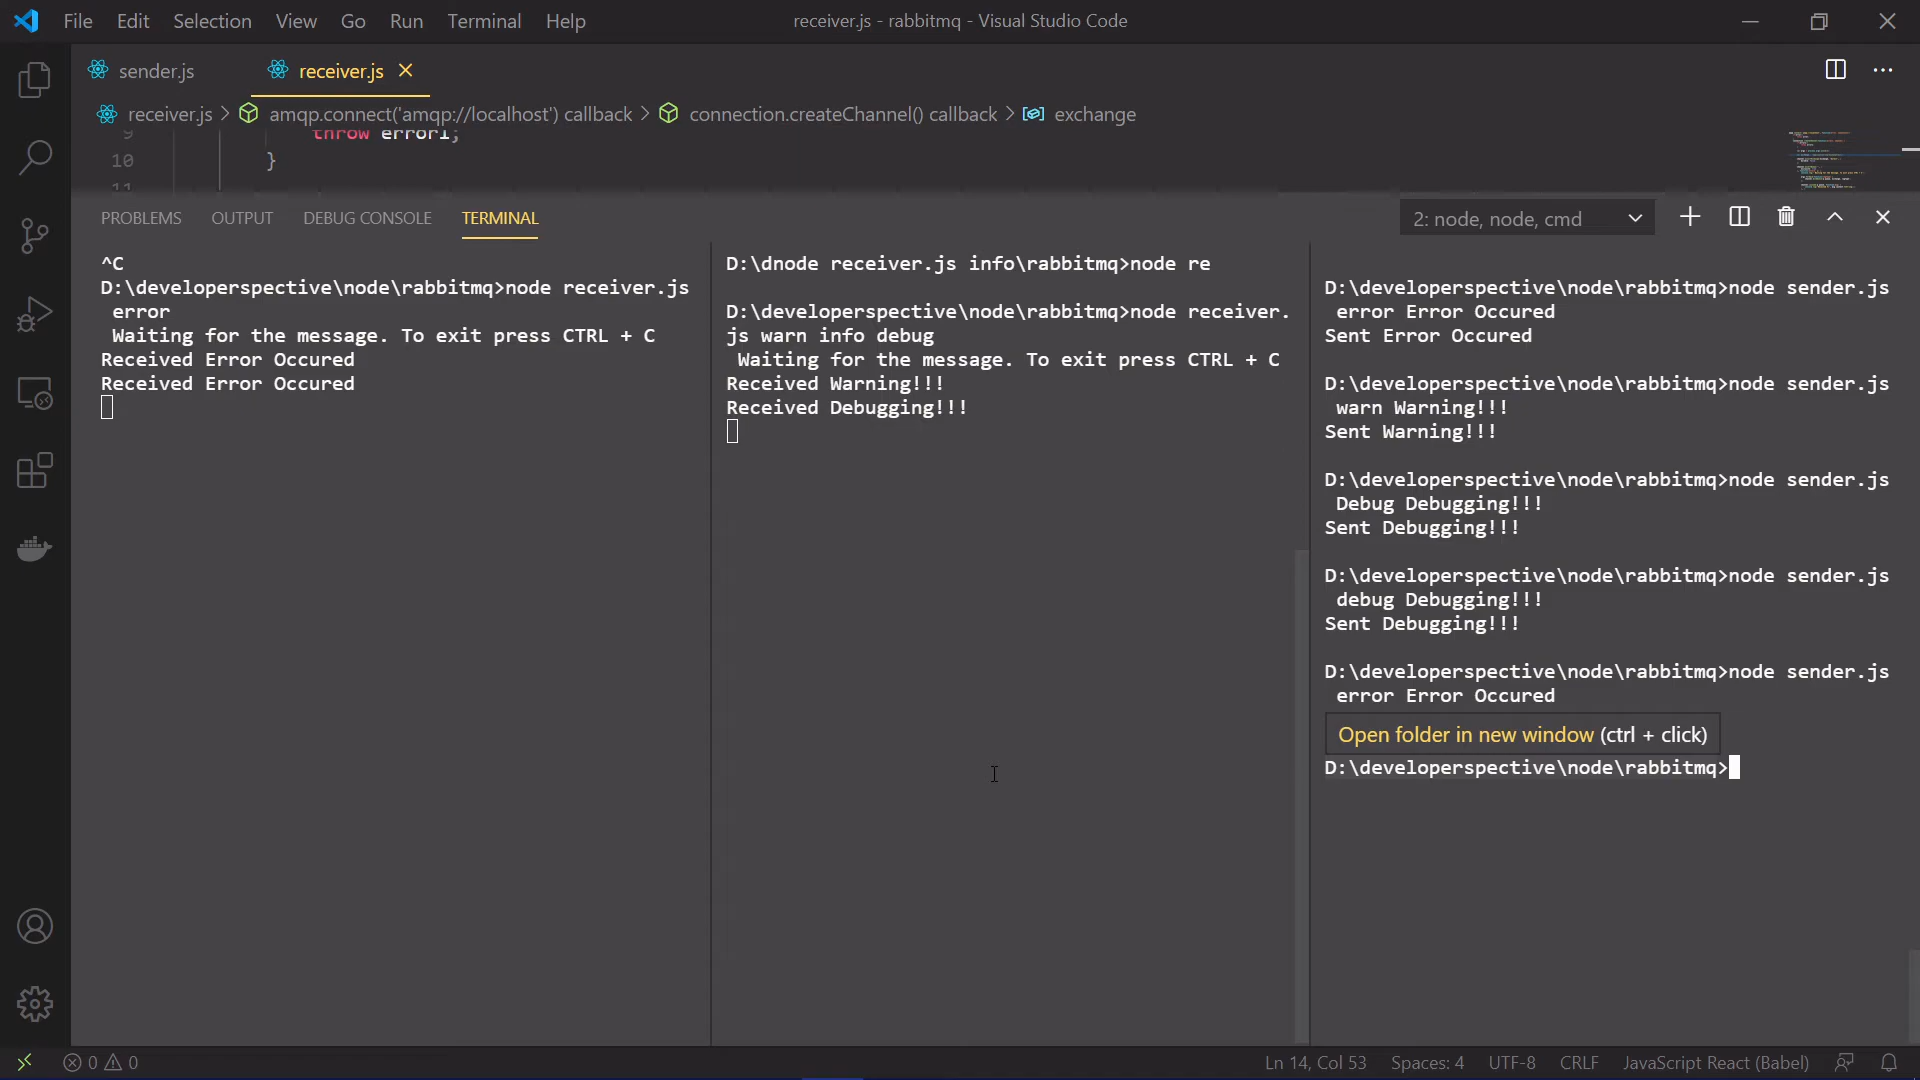 File Edit Selection View Go Run Terminal Help
receiver.js - rabbitmq - Visual Studio Code
sender.js
receiver.js
receiver.js > amqp.connect('amqp://localhost') callback > connection.createChannel() callback > exchange
9 throw error1;
10 }
11
PROBLEMS OUTPUT DEBUG CONSOLE TERMINAL
2: node, node, cmd
^C
D:\developerspective\node\rabbitmq>node receiver.js
error
Waiting for the message. To exit press CTRL + C
Received Error Occured
Received Error Occured
D:\dnode receiver.js info\rabbitmq>node re
D:\developerspective\node\rabbitmq>node receiver.
js warn info debug
Waiting for the message. To exit press CTRL + C
Received Warning!!!
Received Debugging!!!
D:\developerspective\node\rabbitmq>node sender.js
error Error Occured
Sent Error Occured
D:\developerspective\node\rabbitmq>node sender.js
warn Warning!!!
Sent Warning!!!
D:\developerspective\node\rabbitmq>node sender.js
Debug Debugging!!!
Sent Debugging!!!
D:\developerspective\node\rabbitmq>node sender.js
debug Debugging!!!
Sent Debugging!!!
D:\developerspective\node\rabbitmq>node sender.js
error Error Occured
Open folder in new window (ctrl + click)
D:\developerspective\node\rabbitmq>
0 0
Ln 14, Col 53 Spaces: 4 UTF-8 CRLF JavaScript React (Babel)